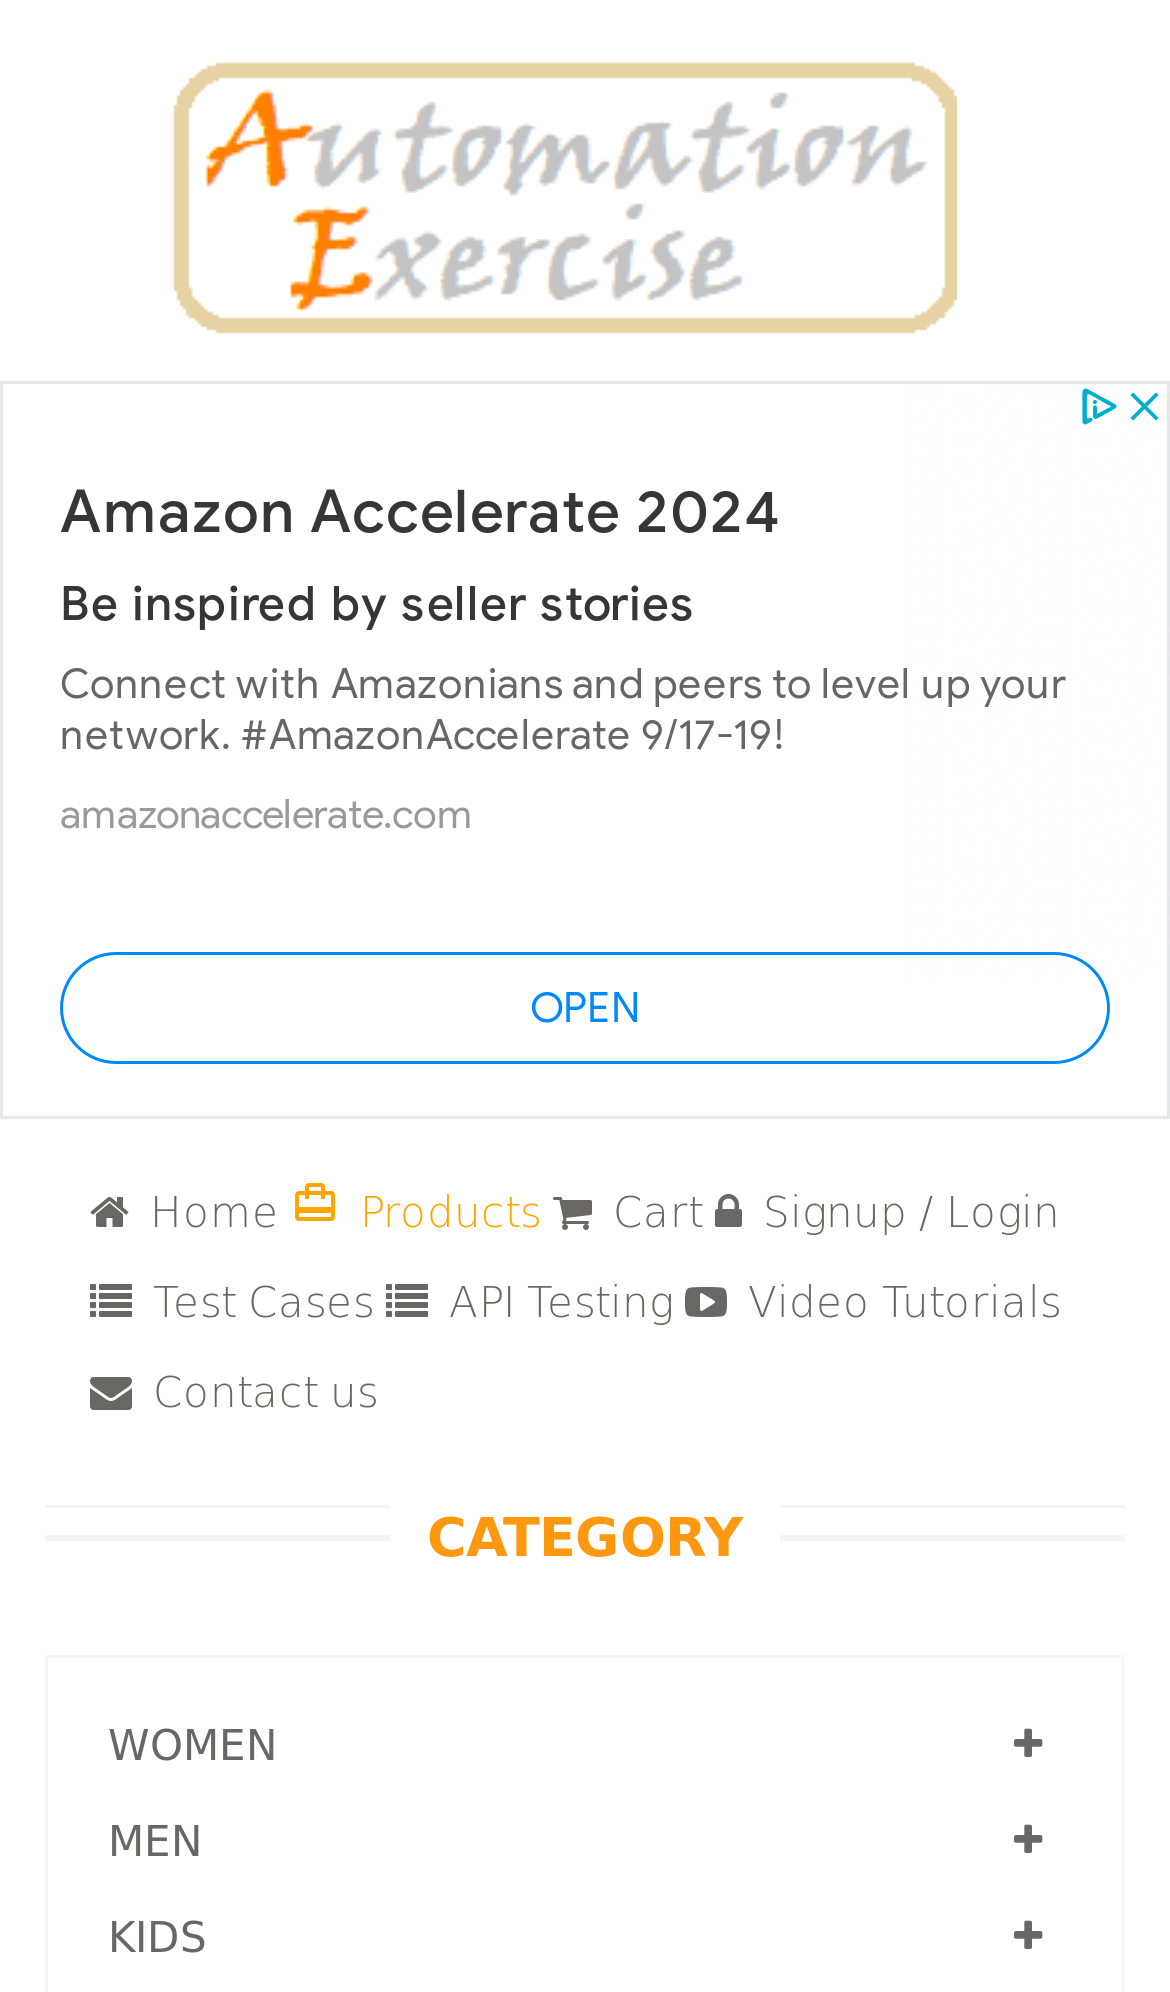 Automation
Exercise
Amazon Accelerate 2024
Be inspired by seller stories
Connect with Amazonians and peers to level up your
network. #AmazonAccelerate 9/17-19!
amazonaccelerate.com
OPEN
Home Products Cart Signup / Login
Test Cases API Testing Video Tutorials
Contact us
CATEGORY
WOMEN
MEN
KIDS